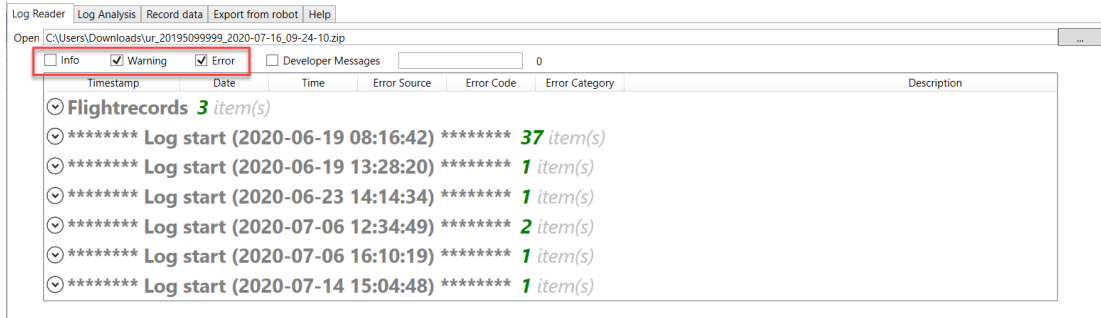 Log Reader Log Analysis Record data Export from robot Help
Open C:\Users\Downloads\ur_20195099999_2020-07-16_09-24-10.zip ...
Info Warning Error Developer Messages 0
Timestamp Date Time Error Source Error Code Error Category Description
Flightrecords 3 item(s)
******** Log start (2020-06-19 08:16:42) ******** 37 item(s)
******** Log start (2020-06-19 13:28:20) ******** 1 item(s)
******** Log start (2020-06-23 14:14:34) ******** 1 item(s)
******** Log start (2020-07-06 12:34:49) ******** 2 item(s)
******** Log start (2020-07-06 16:10:19) ******** 1 item(s)
******** Log start (2020-07-14 15:04:48) ******** 1 item(s)